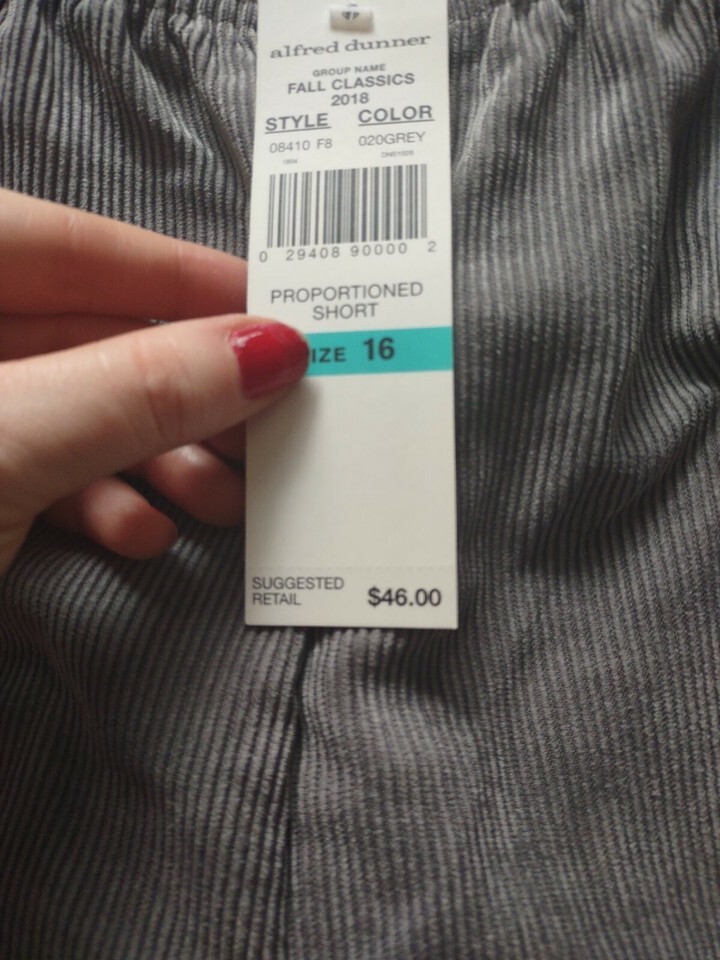 alfred dunner
GROUP NAME
FALL CLASSICS
2018
STYLE COLOR
08410 F8 020GREY
0 29408 90000 2
PROPORTIONED
SHORT
IZE 16
SUGGESTED
RETAIL $46.00